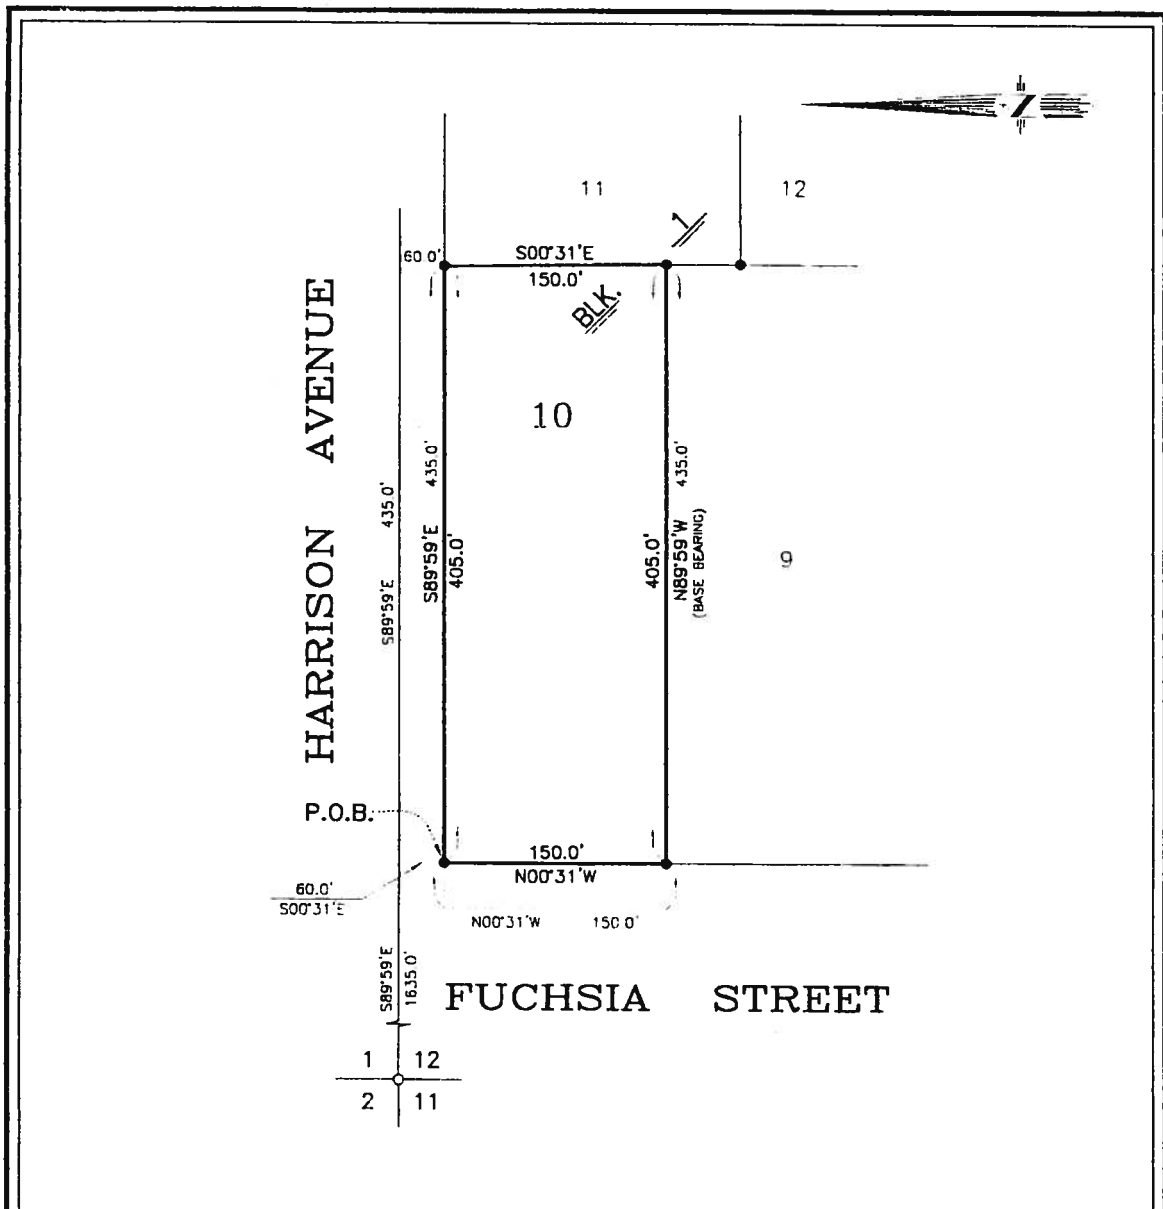 Z
11
12
1
60.0'
S00°31'E
150.0'
BLK.
10
HARRISON AVENUE
S89°59'E 435.0'
435.0'
S89°59'E
405.0'
405.0'
435.0'
N89°59'W
(BASE BEARING)
9
P.O.B.
150.0'
N00°31'W
60.0'
S00°31'E
N00°31'W 150.0'
S89°59'E
1635.0'
FUCHSIA STREET
1 12
2 11